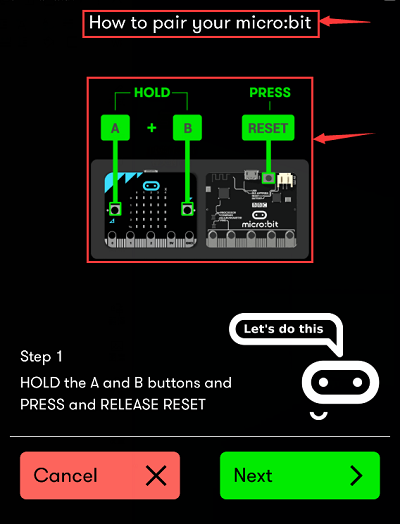 How to pair your micro:bit
HOLD
PRESS
A + B
RESET
BBC
micro:bit
Let's do this
Step 1
HOLD the A and B buttons and
PRESS and RELEASE RESET
Cancel
Next